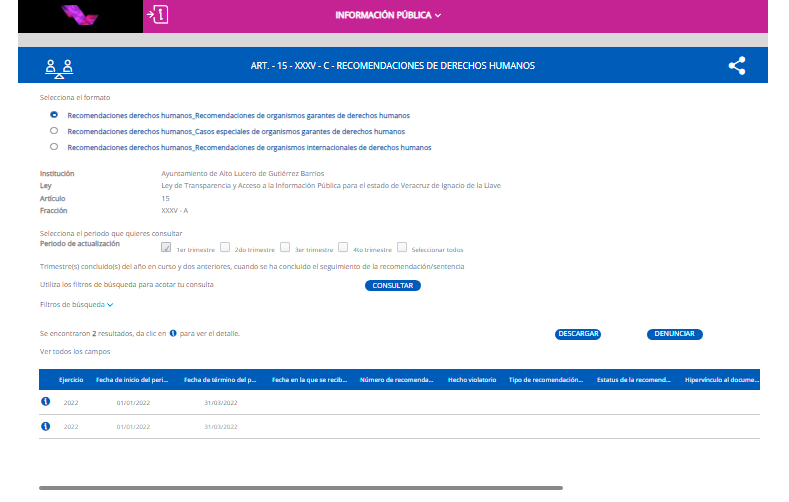 INFORMACIÓN PÚBLICA
ART. - 15 - XXXV - C - RECOMENDACIONES DE DERECHOS HUMANOS
Selecciona el formato
Recomendaciones derechos humanos_Recomendaciones de organismos garantes de derechos humanos
Recomendaciones derechos humanos_Casos especiales de organismos garantes de derechos humanos
Recomendaciones derechos humanos_Recomendaciones de organismos internacionales de derechos humanos
Institución Ayuntamiento de Alto Lucero de Gutiérrez Barrios
Ley Ley de Transparencia y Acceso a la Información Pública para el estado de Veracruz de Ignacio de la Llave
Artículo 15
Fracción XXXV - A
Selecciona el periodo que quieres consultar
Periodo de actualización 1er trimestre 2do trimestre 3er trimestre 4to trimestre Seleccionar todos
Trimestre(s) concluido(s) del año en curso y dos anteriores, cuando se ha concluido el seguimiento de la recomendación/sentencia
Utiliza los filtros de búsqueda para acotar tu consulta CONSULTAR
Filtros de búsqueda
Se encontraron 2 resultados, da clic en i para ver el detalle. DESCARGAR DENUNCIAR
Ver todos los campos
Ejercicio Fecha de inicio del peri... Fecha de término del p... Fecha en la que se recib... Número de recomenda... Hecho violatorio Tipo de recomendación... Estatus de la recomend... Hipervínculo al docume...
2022 01/01/2022 31/03/2022
2022 01/01/2022 31/03/2022